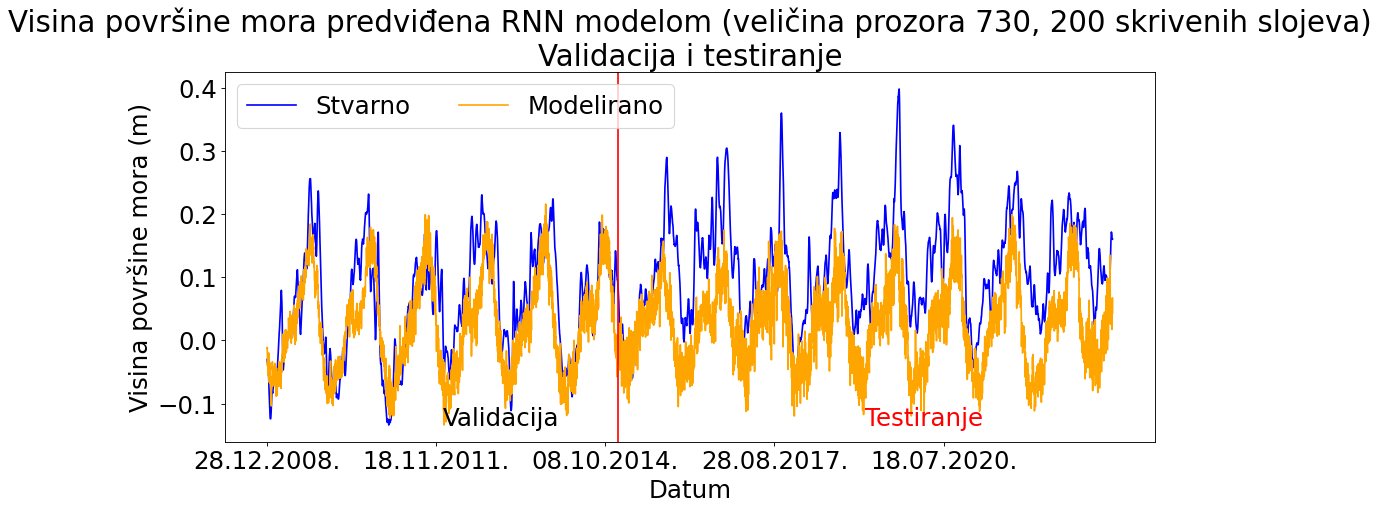 Visina površine mora predviđena RNN modelom (veličina prozora 730, 200 skrivenih slojeva)
Validacija i testiranje
Stvarno Modelirano
Visina površine mora (m)
0.4
0.3
0.2
0.1
0.0
−0.1
Validacija Testiranje
28.12.2008. 18.11.2011. 08.10.2014. 28.08.2017. 18.07.2020.
Datum